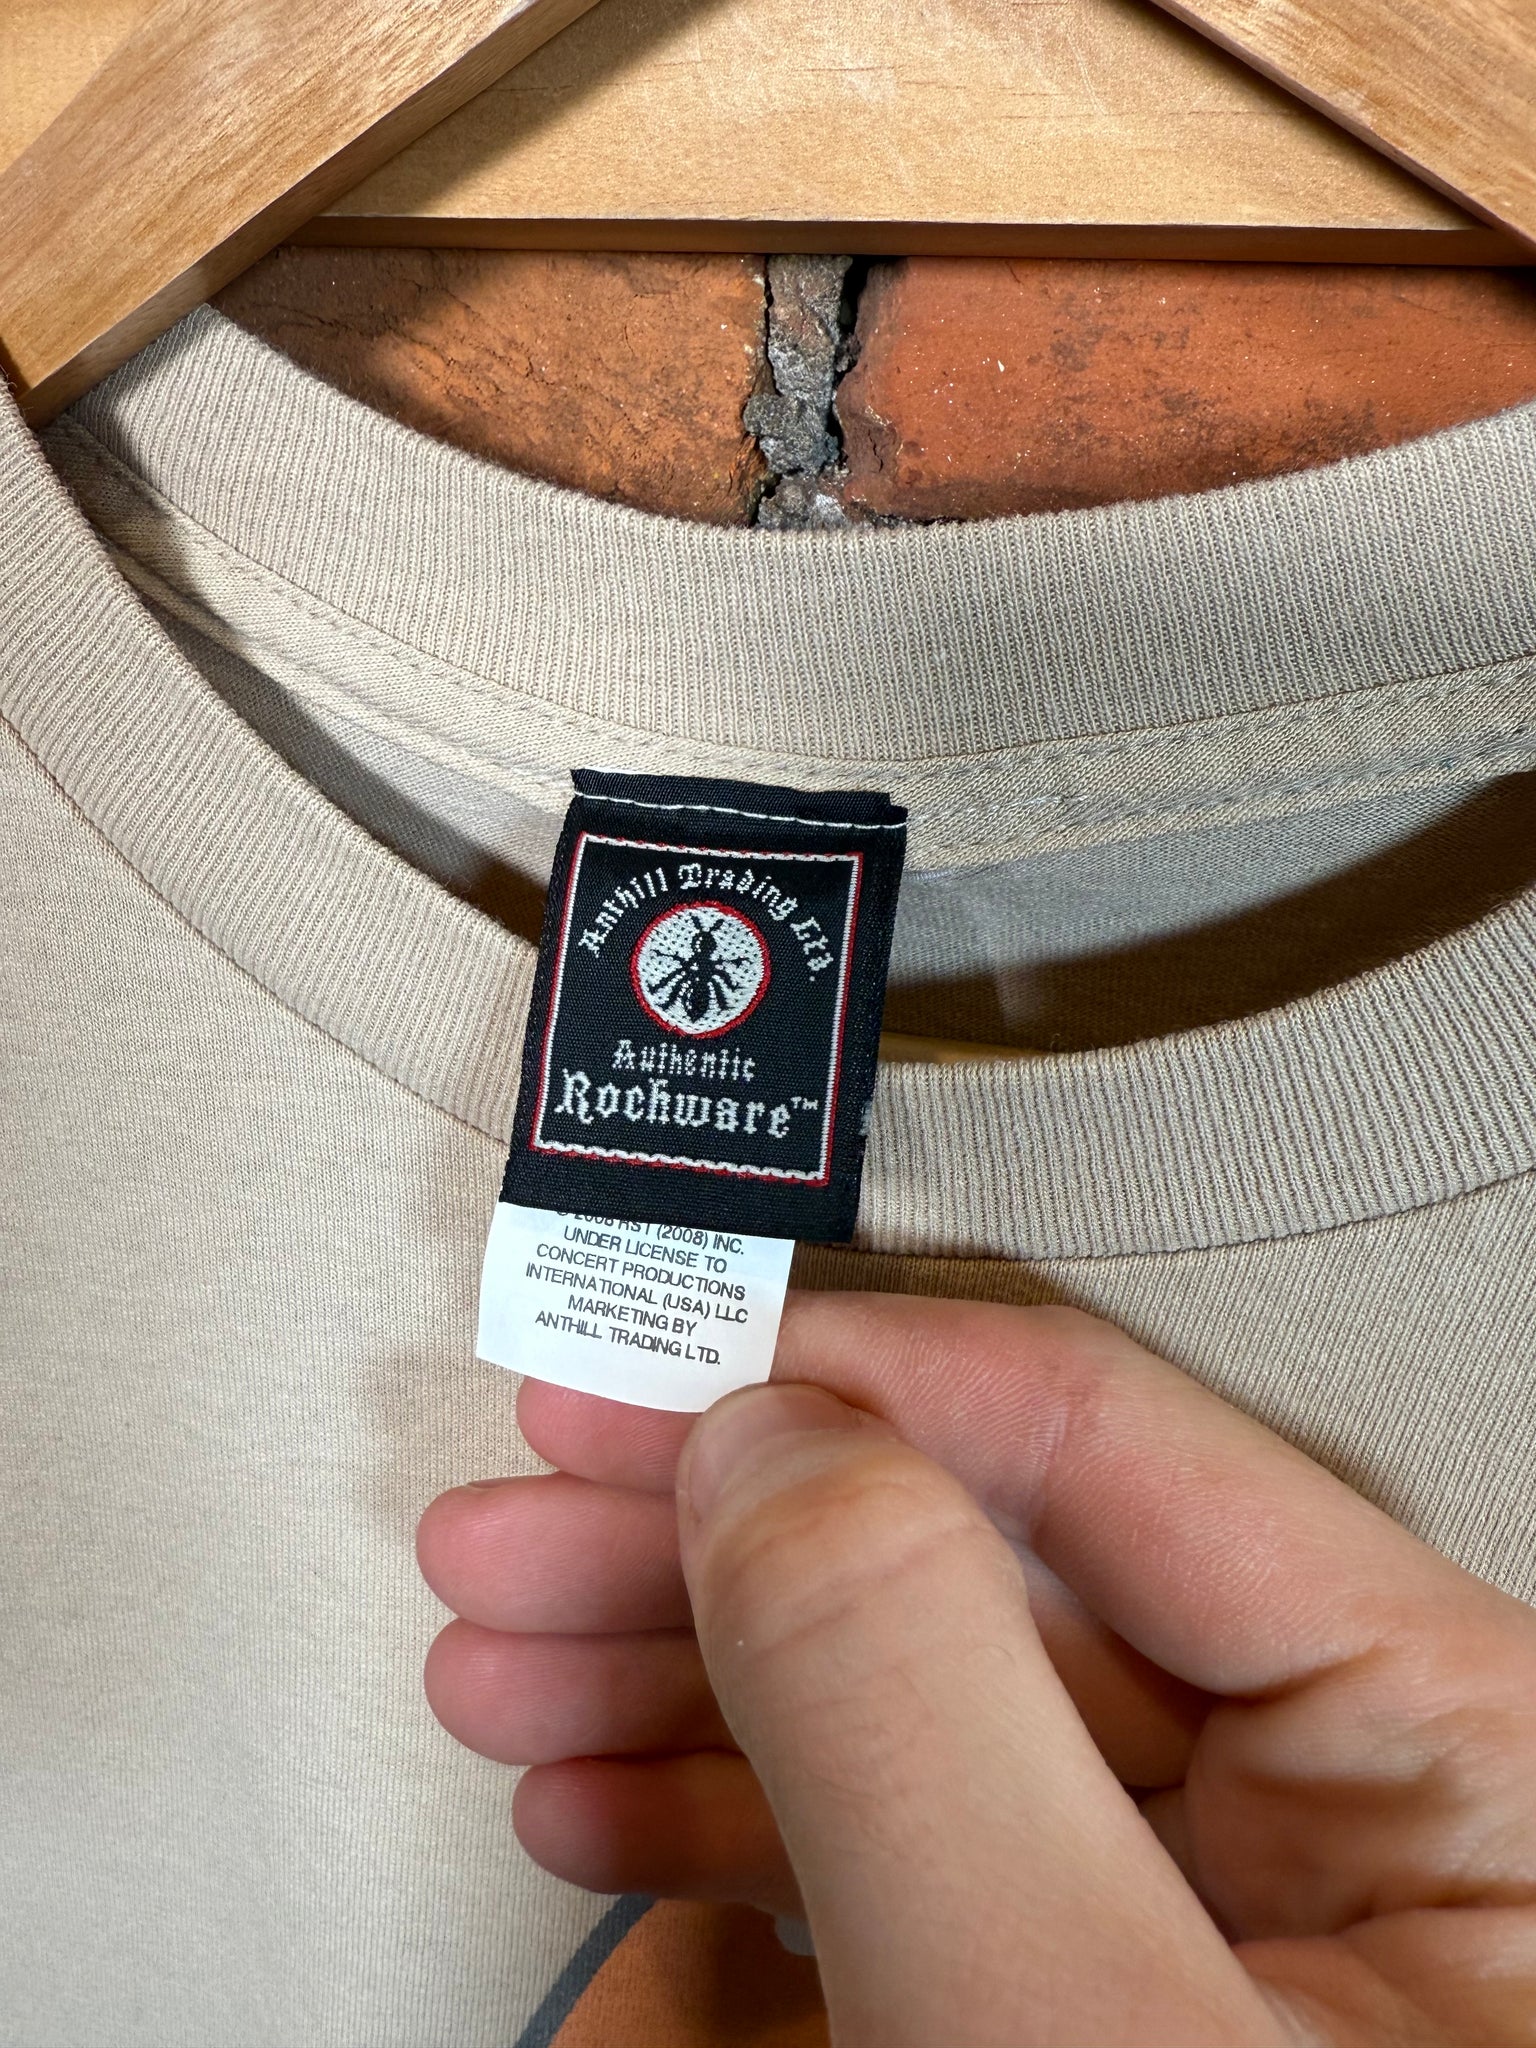 Anthill Trading Ltd.
Authentic
Rockware™
© 2008 RST (2008) INC.
UNDER LICENSE TO
CONCERT PRODUCTIONS
INTERNATIONAL (USA) LLC
MARKETING BY
ANTHILL TRADING LTD.